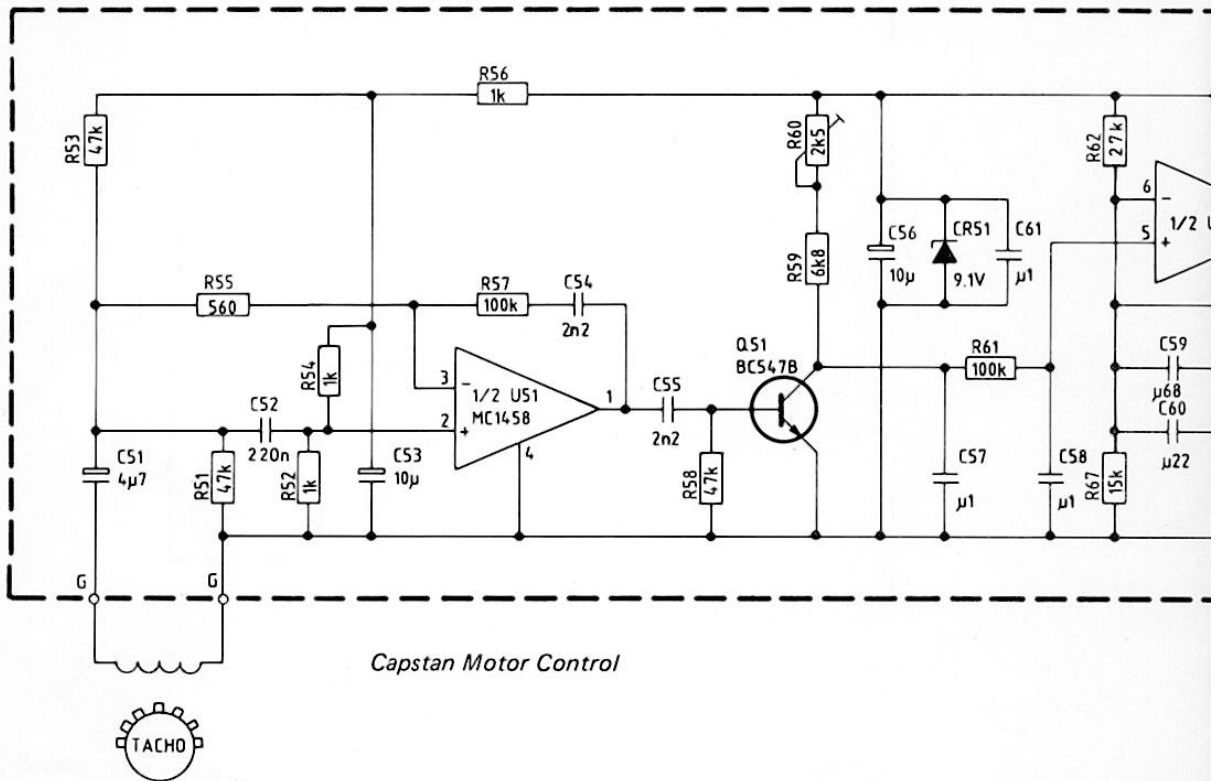 R56
1k
R53
47k
R60
2k5
R62
27k
6
-
1/2 U
5
+
C56
10μ
CR51
9.1V
C61
μ1
R59
6k8
R55
560
R57
100k
C54
2n2
R54
1k
3
-
1/2 U51
MC1458
2
+
1
4
Q51
BC547B
R61
100k
C59
μ68
C60
μ22
C52
220n
C55
2n2
C51
4μ7
R51
47k
R52
1k
C53
10μ
R58
47k
C57
μ1
C58
μ1
R67
15k
G
G
Capstan Motor Control
TACHO